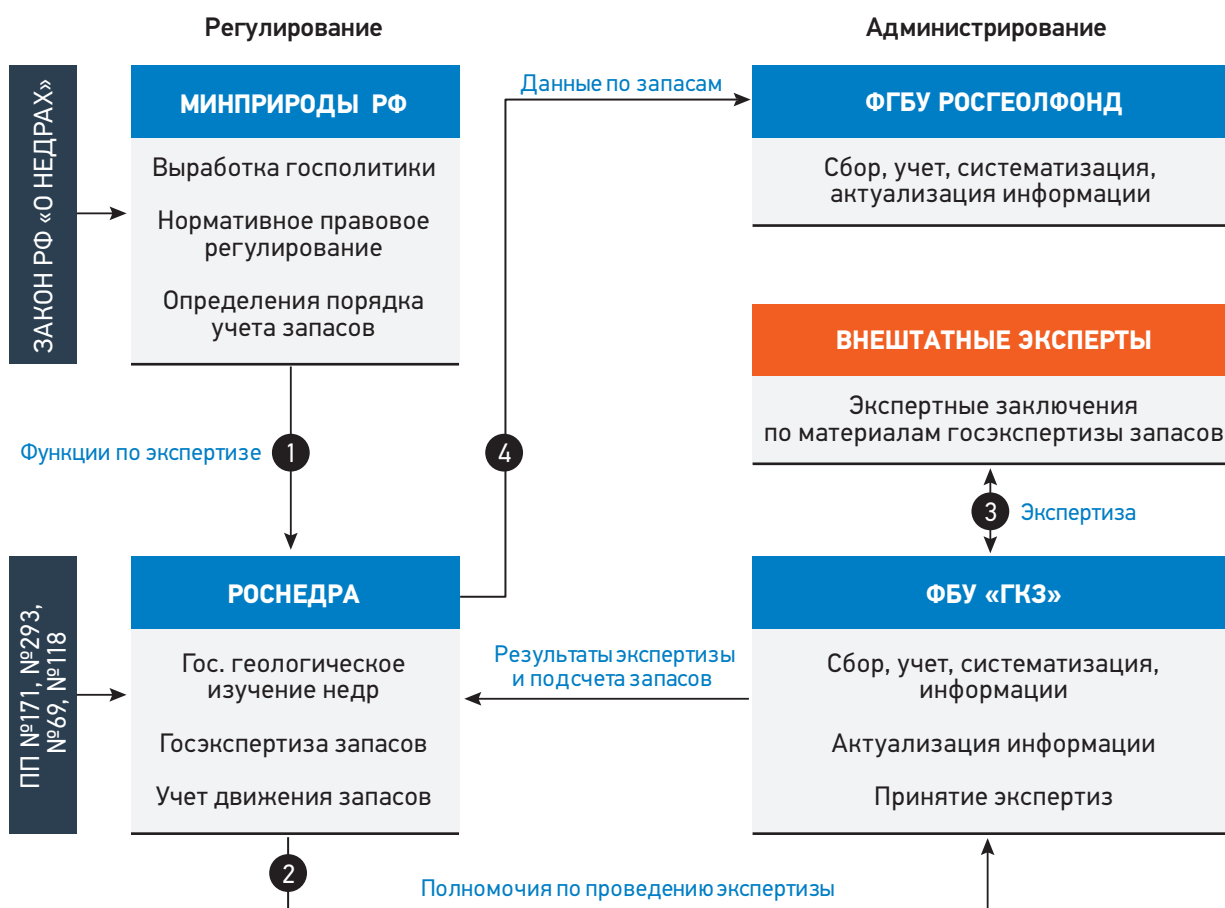 Регулирование
Администрирование
ЗАКОН РФ «О НЕДРАХ»
МИНПРИРОДЫ РФ
Выработка госполитики
Нормативное правовое
регулирование
Определения порядка
учета запасов
Данные по запасам
ФГБУ РОСГЕОЛФОНД
Сбор, учет, систематизация,
актуализация информации
ВНЕШТАТНЫЕ ЭКСПЕРТЫ
Экспертные заключения
по материалам госэкспертизы запасов
Функции по экспертизе
1
4
3
Экспертиза
ПП №171, №293,
№69, №118
РОСНЕДРА
Гос. геологическое
изучение недр
Госэкспертиза запасов
Учет движения запасов
Результаты экспертизы
и подсчета запасов
ФБУ «ГКЗ»
Сбор, учет, систематизация,
информации
Актуализация информации
Принятие экспертиз
2
Полномочия по проведению экспертизы